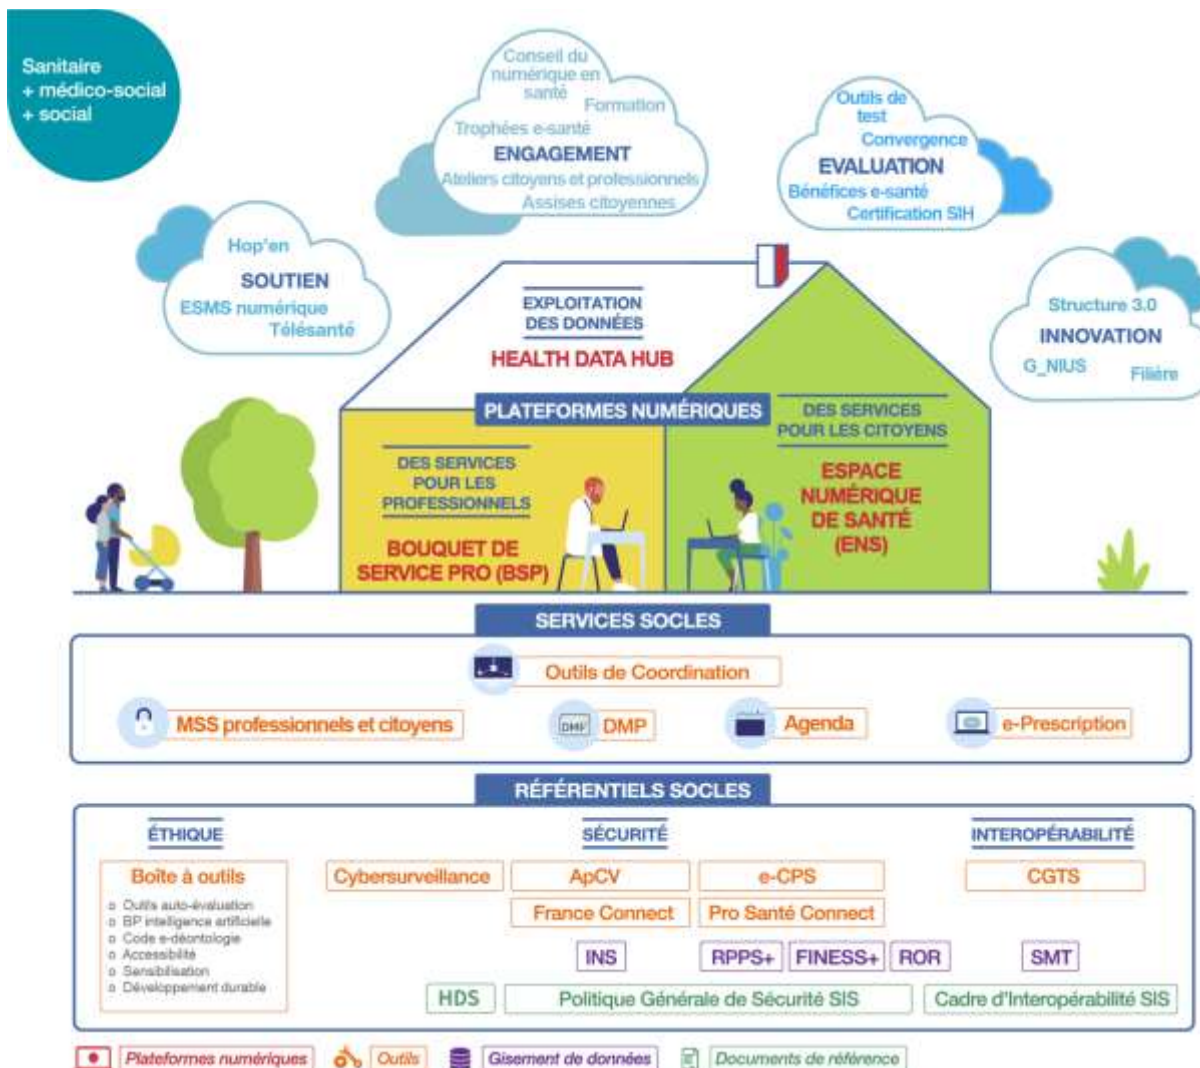 Sanitaire
+ médico-social
+ social
Conseil du
numérique en
santé
Formation
Trophées e-santé
ENGAGEMENT
Ateliers citoyens et professionnels
Assises citoyennes
Outils de
test
Convergence
EVALUATION
Bénéfices e-santé
Certification SIH
Hop'en
SOUTIEN
ESMS numérique
Télésanté
Structure 3.0
INNOVATION
G_NIUS
Filière
EXPLOITATION
DES DONNÉES
HEALTH DATA HUB
PLATEFORMES NUMÉRIQUES
DES SERVICES
POUR LES
PROFESSIONNELS
BOUQUET DE
SERVICE PRO (BSP)
DES SERVICES
POUR LES CITOYENS
ESPACE
NUMÉRIQUE
DE SANTÉ
(ENS)
SERVICES SOCLES
Outils de Coordination
MSS professionnels et citoyens
DMP
DMP
Agenda
e-Prescription
RÉFÉRENTIELS SOCLES
ÉTHIQUE
Boîte à outils
o Outils auto-évaluation
o BP intelligence artificielle
o Code e-déontologie
o Accessibilité
o Sensibilisation
o Développement durable
SÉCURITÉ
Cybersurveillance
ApCV
e-CPS
France Connect
Pro Santé Connect
INS
RPPS+
FINESS+
ROR
HDS
Politique Générale de Sécurité SIS
INTEROPÉRABILITÉ
CGTS
SMT
Cadre d'Interopérabilité SIS
Plateformes numériques
Outils
Gisement de données
Documents de référence